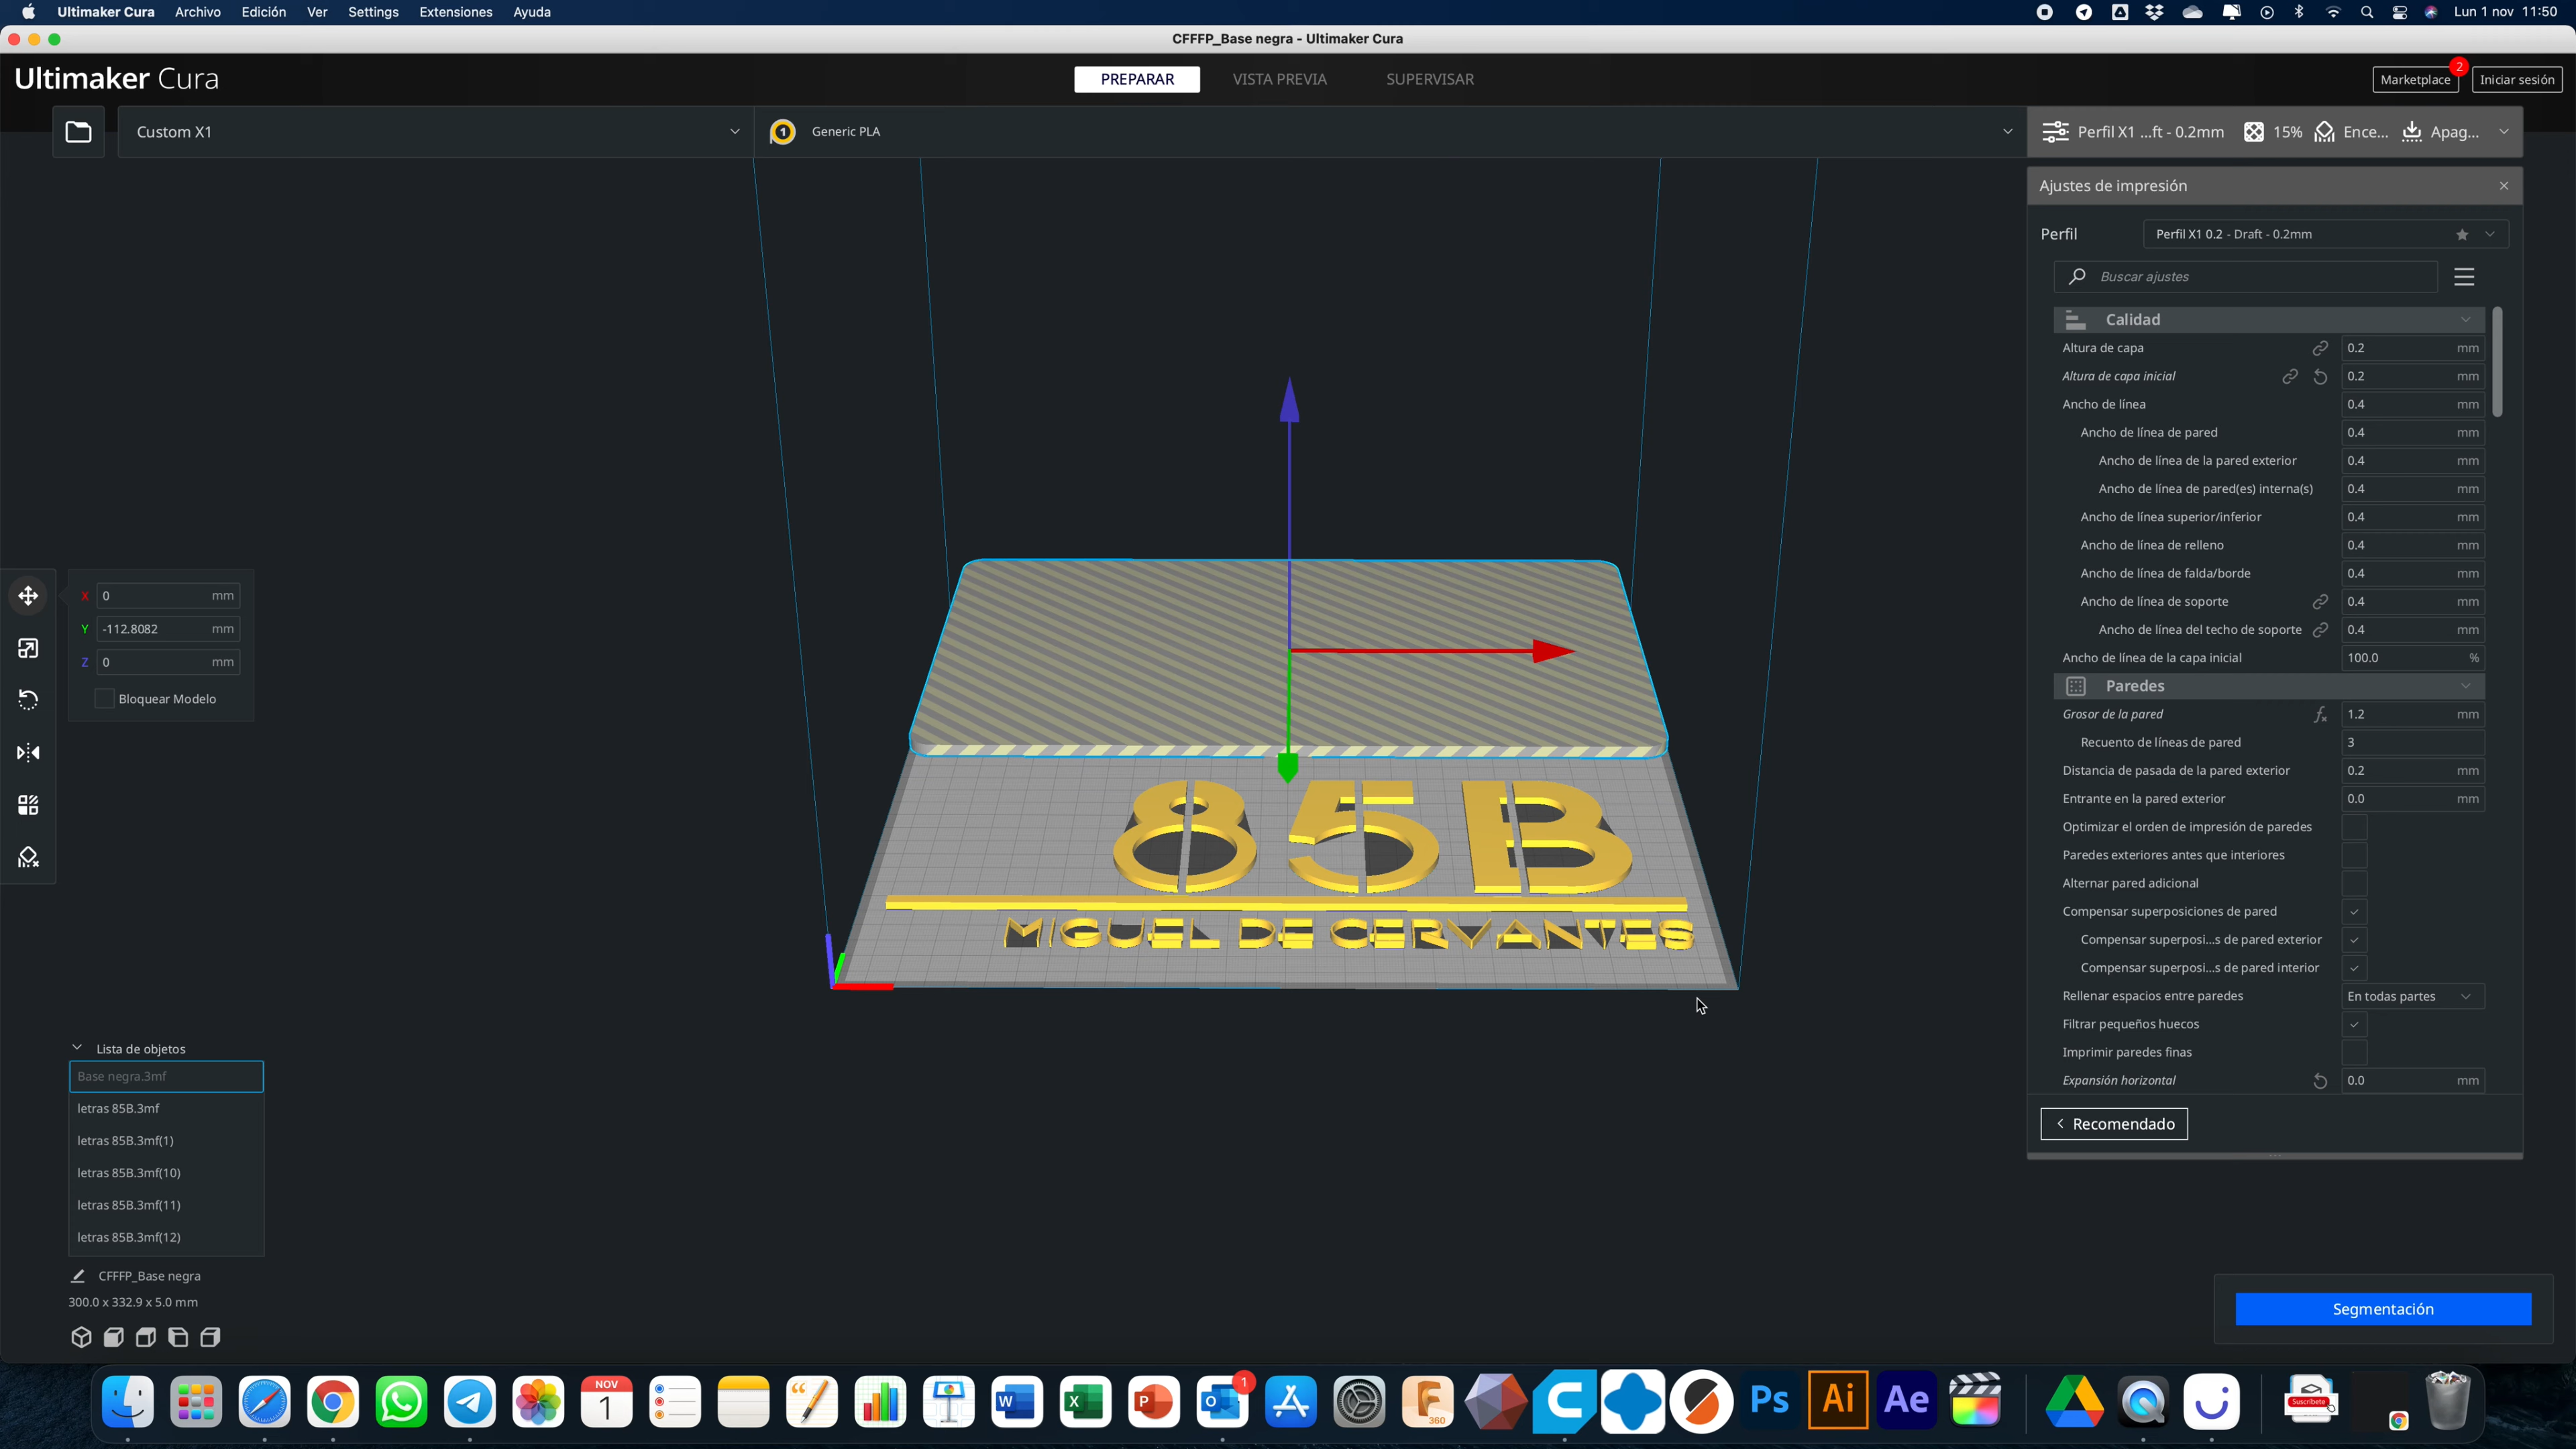 Ultimaker Cura Archivo Edición Ver Settings Extensiones Ayuda
Lun 1 nov 11:50
CFFFP_Base negra - Ultimaker Cura
Ultimaker Cura
PREPARAR
VISTA PREVIA
SUPERVISAR
Marketplace
2
Iniciar sesión
Custom X1
1
Generic PLA
Perfil X1 ...ft - 0.2mm
15%
Ence...
Apag...
Ajustes de impresión
Perfil
Perfil X1 0.2 - Draft - 0.2mm
Buscar ajustes
Calidad
Altura de capa 0.2 mm
Altura de capa inicial 0.2 mm
Ancho de línea 0.4 mm
Ancho de línea de pared 0.4 mm
Ancho de línea de la pared exterior 0.4 mm
Ancho de línea de pared(es) interna(s) 0.4 mm
Ancho de línea superior/inferior 0.4 mm
Ancho de línea de relleno 0.4 mm
Ancho de línea de falda/borde 0.4 mm
Ancho de línea de soporte 0.4 mm
Ancho de línea del techo de soporte 0.4 mm
Ancho de línea de la capa inicial 100.0 %
Paredes
Grosor de la pared 1.2 mm
Recuento de líneas de pared 3
Distancia de pasada de la pared exterior 0.2 mm
Entrante en la pared exterior 0.0 mm
Optimizar el orden de impresión de paredes
Paredes exteriores antes que interiores
Alternar pared adicional
Compensar superposiciones de pared
Compensar superposi...s de pared exterior
Compensar superposi...s de pared interior
Rellenar espacios entre paredes En todas partes
Filtrar pequeños huecos
Imprimir paredes finas
Expansión horizontal 0.0 mm
Recomendado
X 0 mm
Y -112.8082 mm
Z 0 mm
Bloquear Modelo
85B
MIGUEL DE CERVANTES
Lista de objetos
Base negra.3mf
letras 85B.3mf
letras 85B.3mf(1)
letras 85B.3mf(10)
letras 85B.3mf(11)
letras 85B.3mf(12)
CFFFP_Base negra
300.0 x 332.9 x 5.0 mm
Segmentación
NOV
1
W
X
P
O
1
F
360
Ps
Ai
Ae
Suscríbete